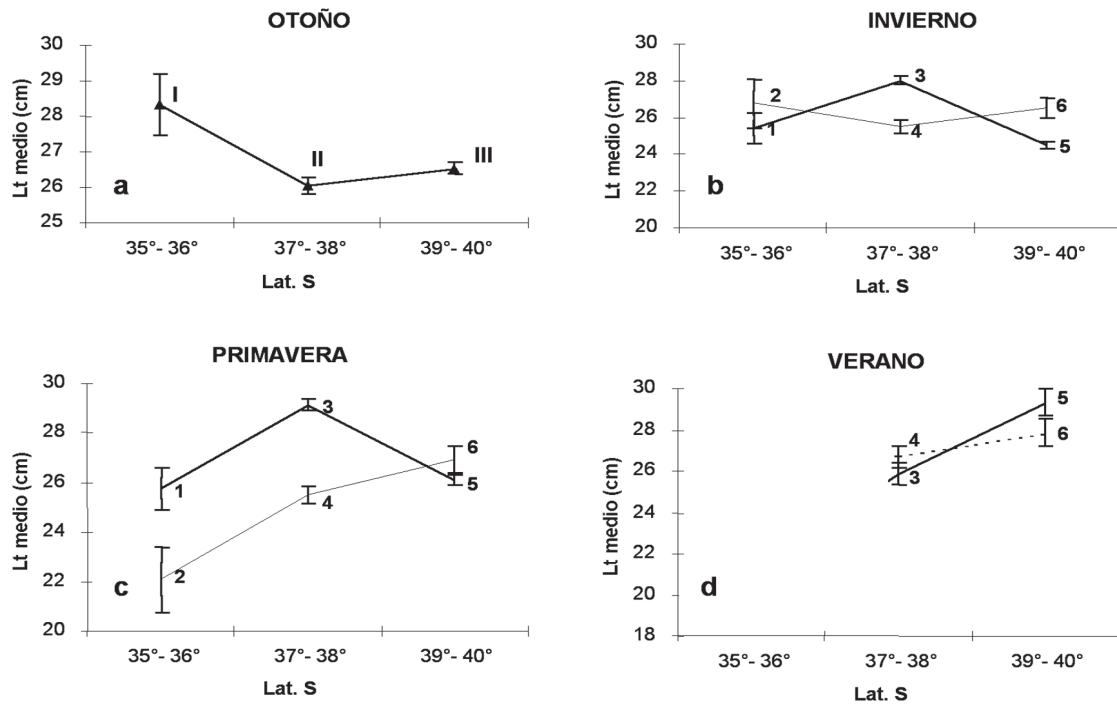 OTOÑO
Lt medio (cm)
30
29
28
27
26
25
I
II
III
a
35°- 36°
37°- 38°
39°- 40°
Lat. S
INVIERNO
Lt medio (cm)
30
28
26
24
22
20
2
1
3
4
6
5
b
35°- 36°
37°- 38°
39°- 40°
Lat. S
PRIMAVERA
Lt medio (cm)
30
28
26
24
22
20
1
2
3
4
6
5
c
35°- 36°
37°- 38°
39°- 40°
Lat. S
VERANO
Lt medio (cm)
30
28
26
24
22
20
18
4
3
5
6
d
35°- 36°
37°- 38°
39°- 40°
Lat. S